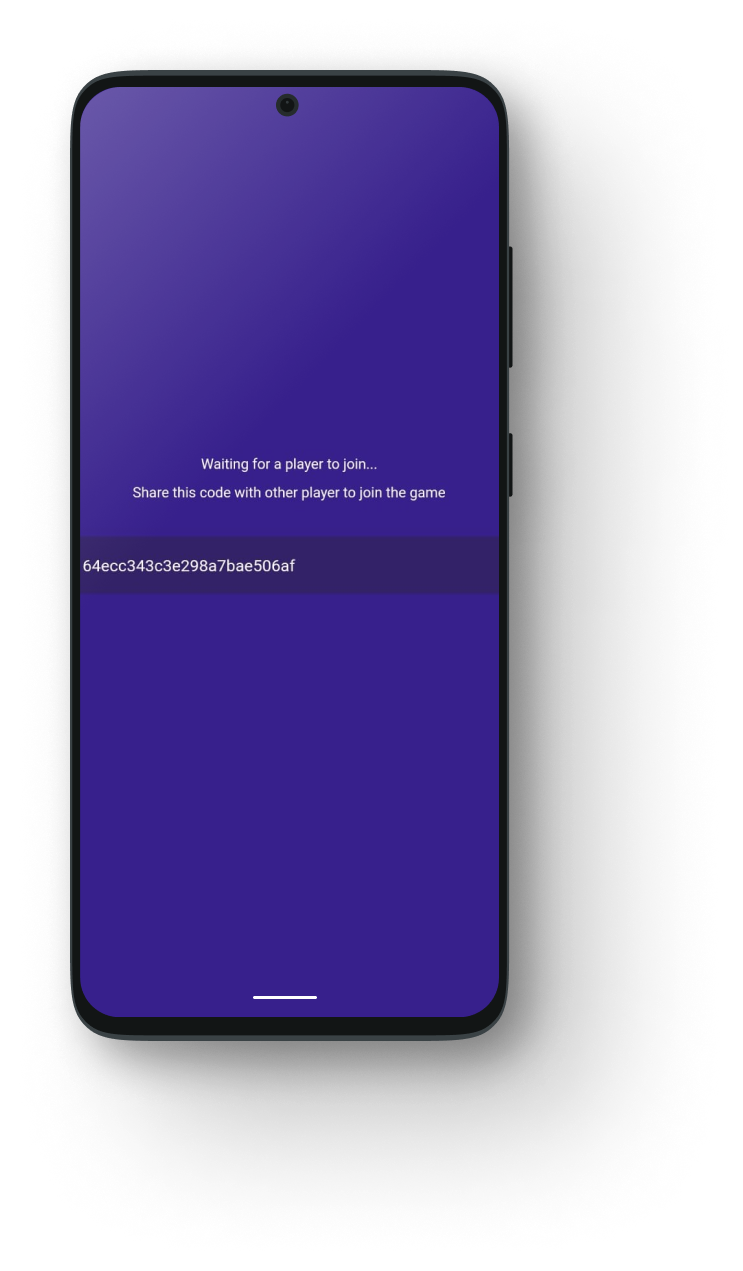 Waiting for a player to join...
Share this code with other player to join the game
64ecc343c3e298a7bae506af